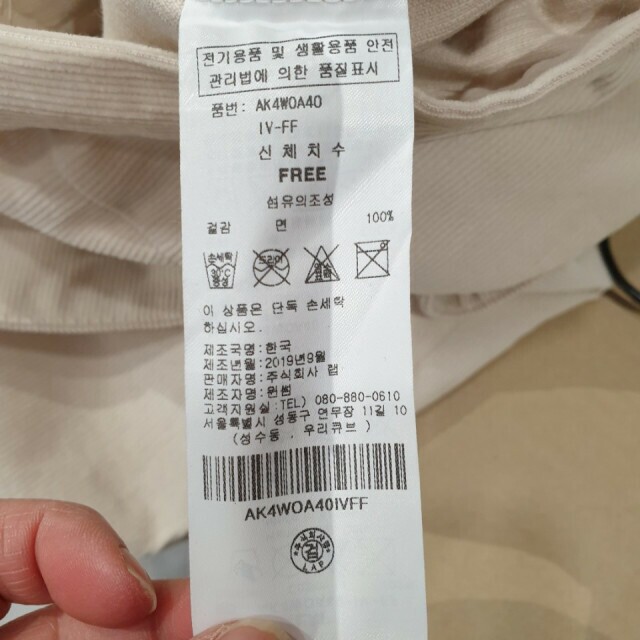 전기용품 및 생활용품 안전
관리법에 의한 품질표시
품번: AK4WOA40
IV-FF
신 체 치 수
FREE
섬유의조성
겉감 면 100%
손세탁
드라이
이 상품은 단독 손세탁
하십시오.
제조국명:한국
제조년월:2019년9월
판매자명:주식회사 랩
제조자명:원현
고객지원실:TEL) 080-880-0610
서울특별시 성동구 연무장 11길 10
(성수동, 우리큐브)
AK4WOA40IVFF